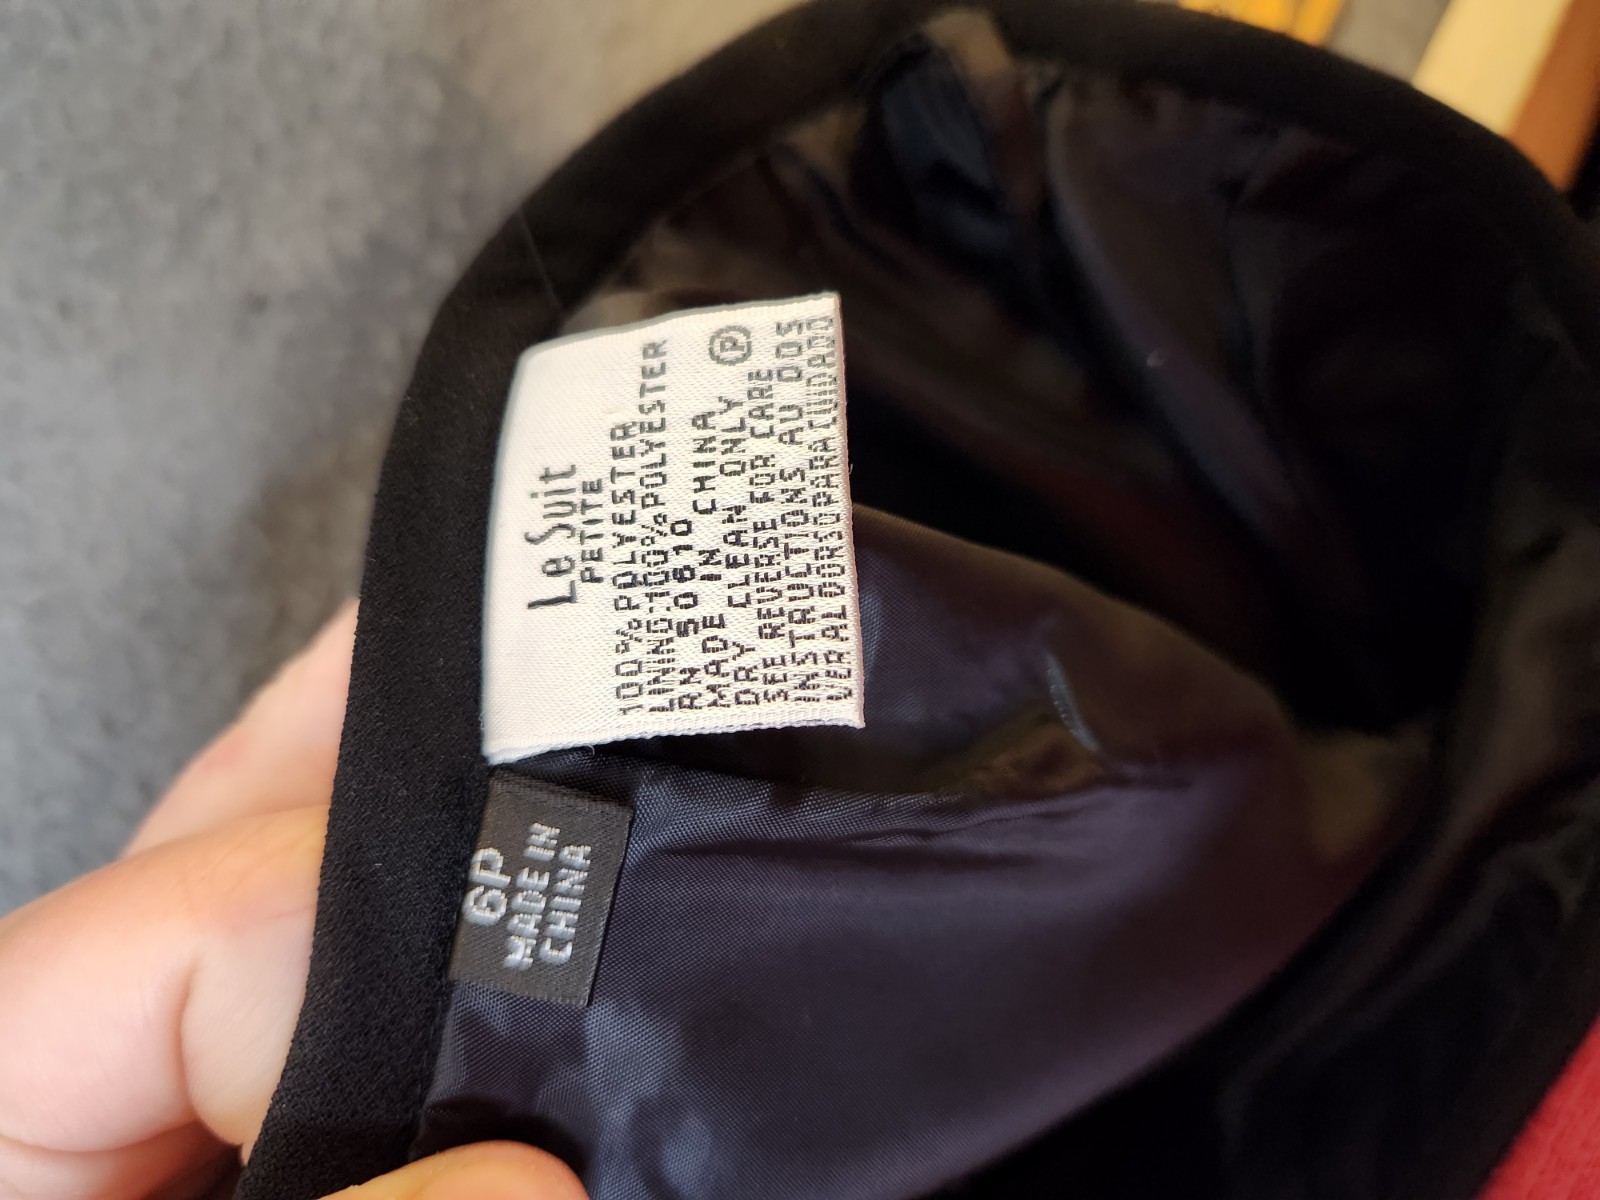 Le Suit
PETITE
100% POLYESTER
LINING:100% POLYESTER
RN 50610
MADE IN CHINA
DRY CLEAN ONLY Ⓟ
SEE REVERSE FOR CARE
INSTRUCTIONS AU DOS
VER AL DORSO PARA CUIDADO
6P
MADE IN
CHINA